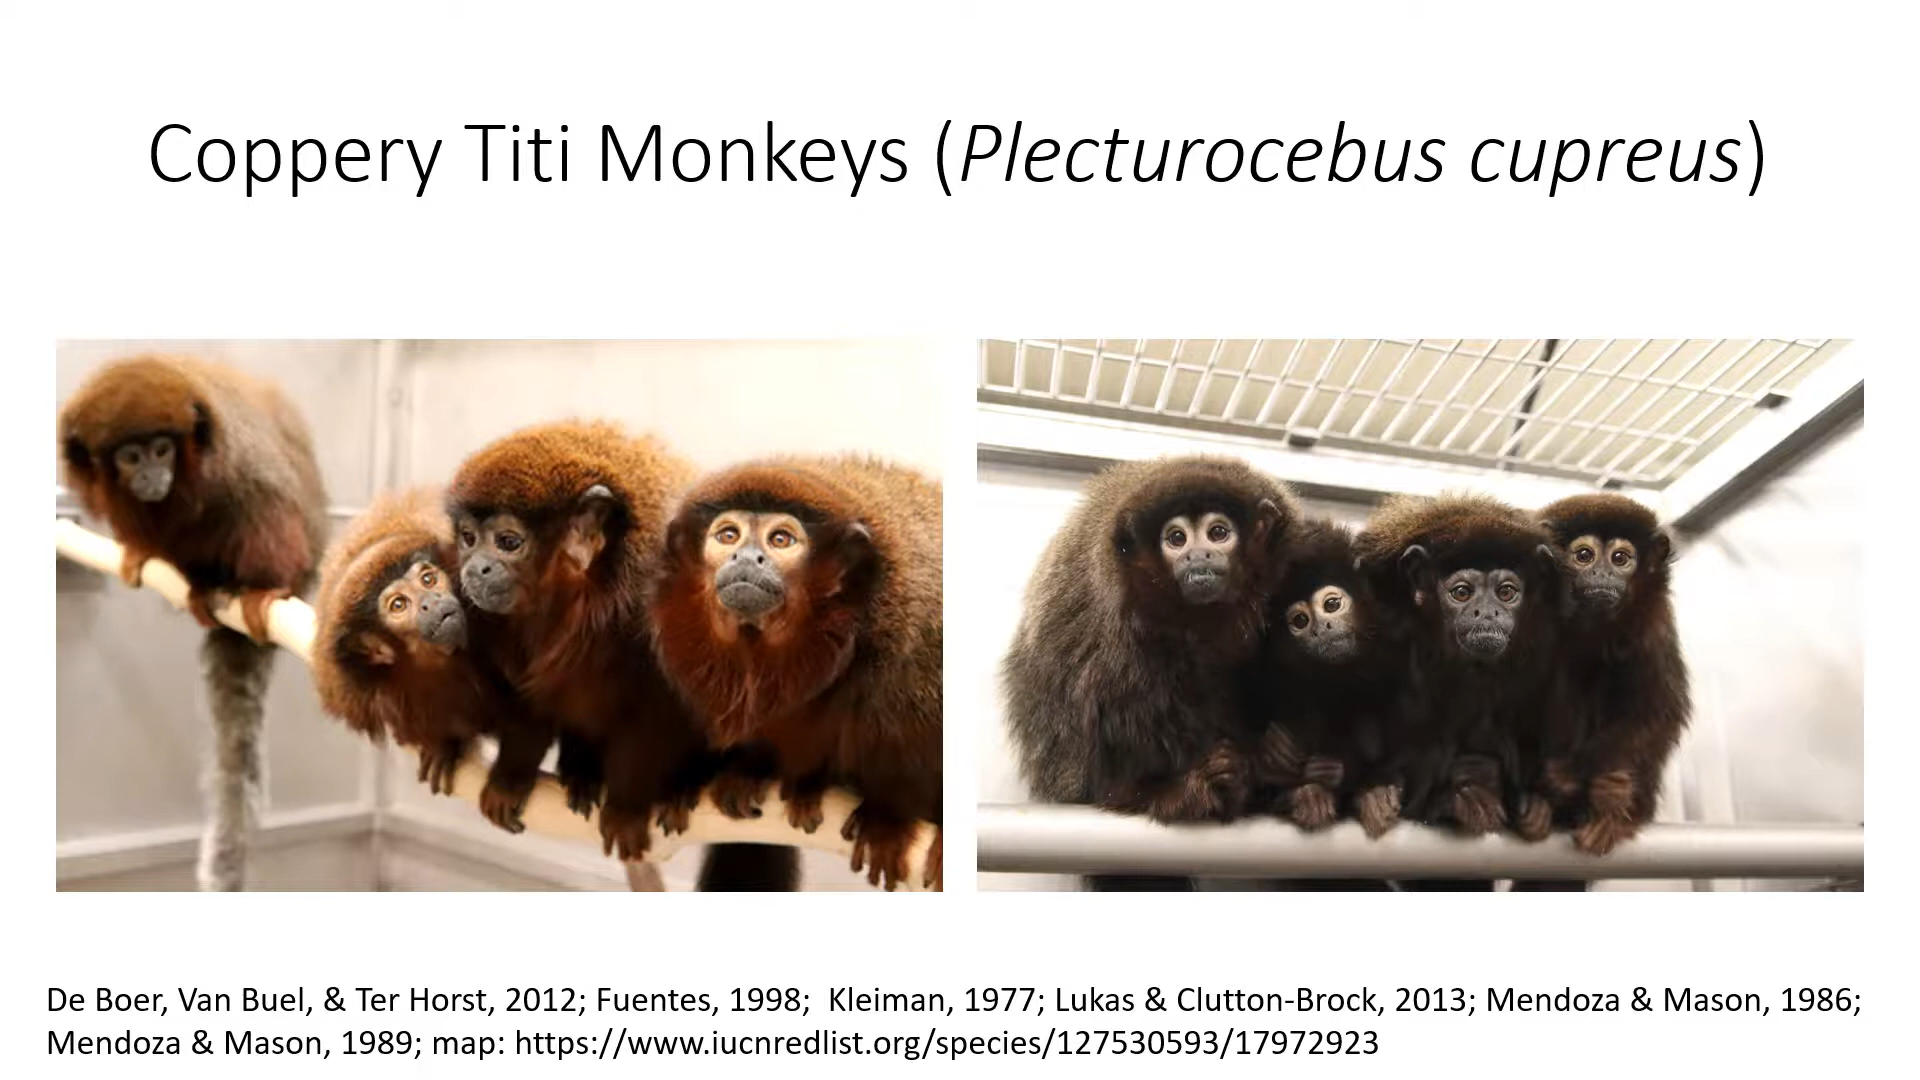 Coppery Titi Monkeys (Plecturocebus cupreus)
De Boer, Van Buel, & Ter Horst, 2012; Fuentes, 1998;  Kleiman, 1977; Lukas & Clutton-Brock, 2013; Mendoza & Mason, 1986;
Mendoza & Mason, 1989; map: https://www.iucnredlist.org/species/127530593/17972923